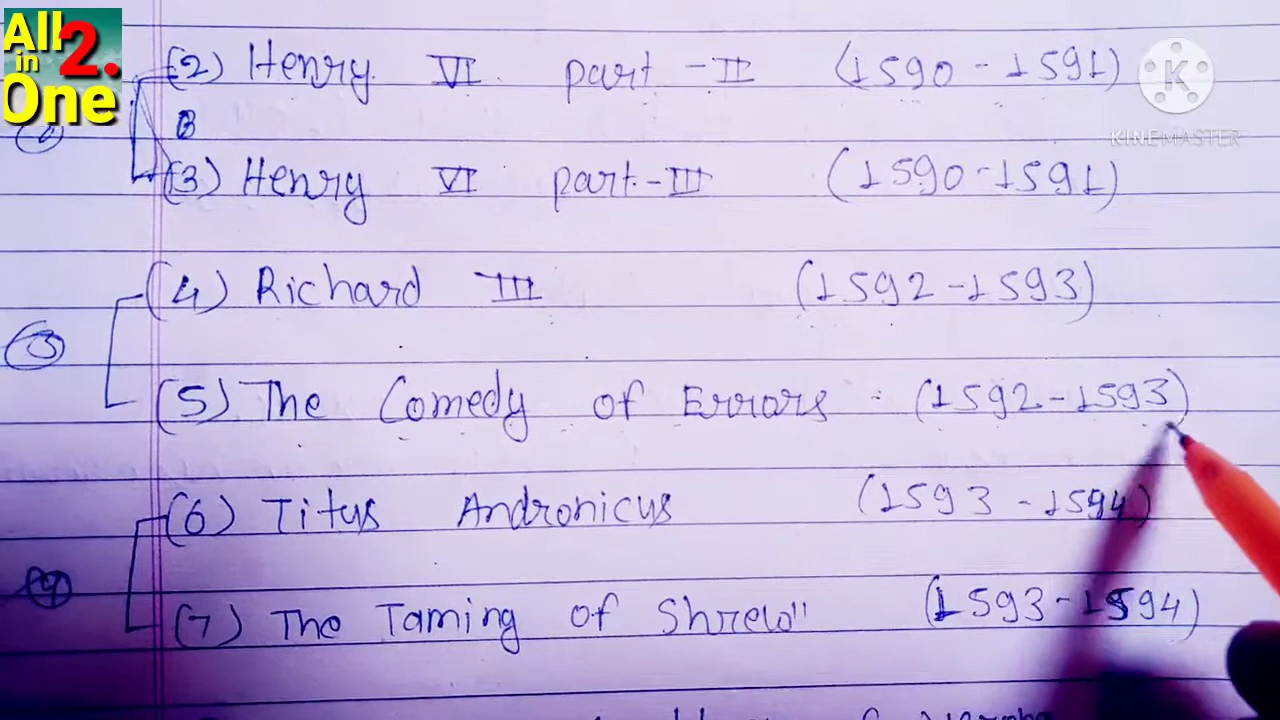 All
in 2.
One
(2) Henry VI part - II (1590 - 1591)
KINEMASTER
(3) Henry VI part - III (1590 - 1591)
(4) Richard III (1592 - 1593)
(3)
(5) The Comedy of Errors : (1592 - 1593)
(6) Titus Andronicus (1593 - 1594)
(4)
(7) The Taming of Shrew" (1593 - 1594)